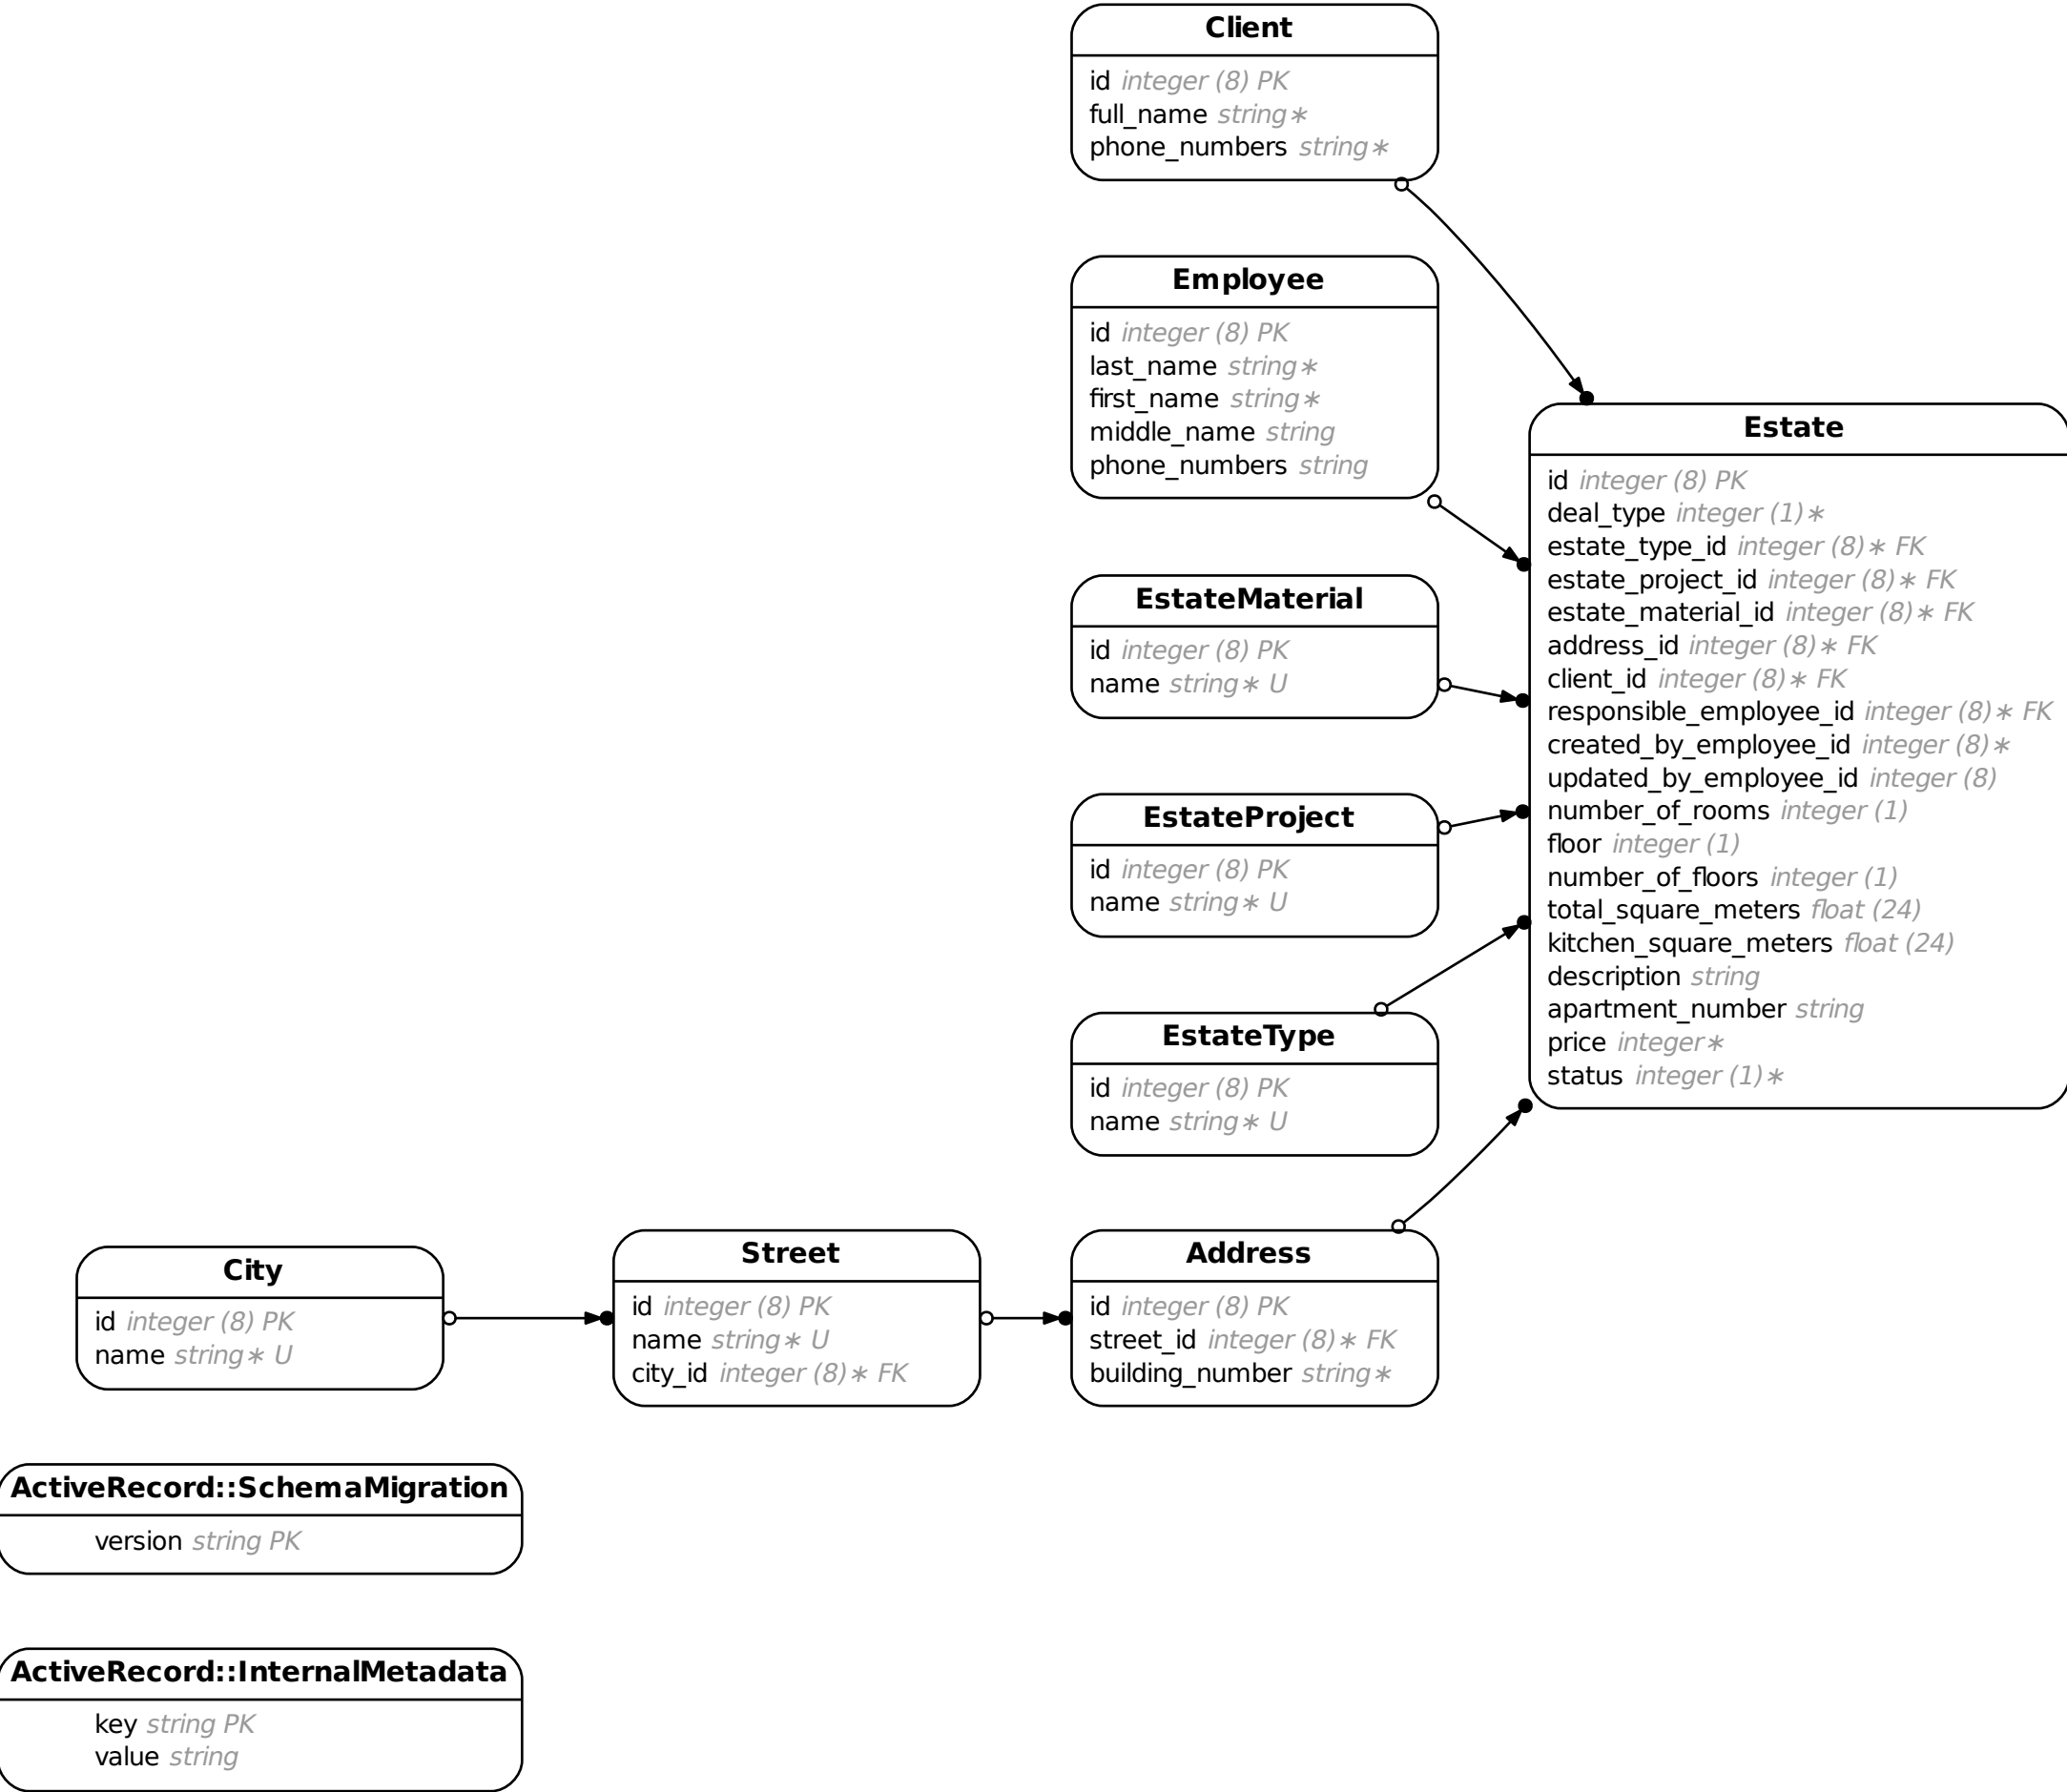 Client
id integer (8) PK
full_name string∗
phone_numbers string∗
Employee
id integer (8) PK
last_name string∗
first_name string∗
middle_name string
phone_numbers string
EstateMaterial
id integer (8) PK
name string∗ U
EstateProject
id integer (8) PK
name string∗ U
EstateType
id integer (8) PK
name string∗ U
Estate
id integer (8) PK
deal_type integer (1)∗
estate_type_id integer (8)∗ FK
estate_project_id integer (8)∗ FK
estate_material_id integer (8)∗ FK
address_id integer (8)∗ FK
client_id integer (8)∗ FK
responsible_employee_id integer (8)∗ FK
created_by_employee_id integer (8)∗
updated_by_employee_id integer (8)
number_of_rooms integer (1)
floor integer (1)
number_of_floors integer (1)
total_square_meters float (24)
kitchen_square_meters float (24)
description string
apartment_number string
price integer∗
status integer (1)∗
City
id integer (8) PK
name string∗ U
Street
id integer (8) PK
name string∗ U
city_id integer (8)∗ FK
Address
id integer (8) PK
street_id integer (8)∗ FK
building_number string∗
ActiveRecord::SchemaMigration
version string PK
ActiveRecord::InternalMetadata
key string PK
value string